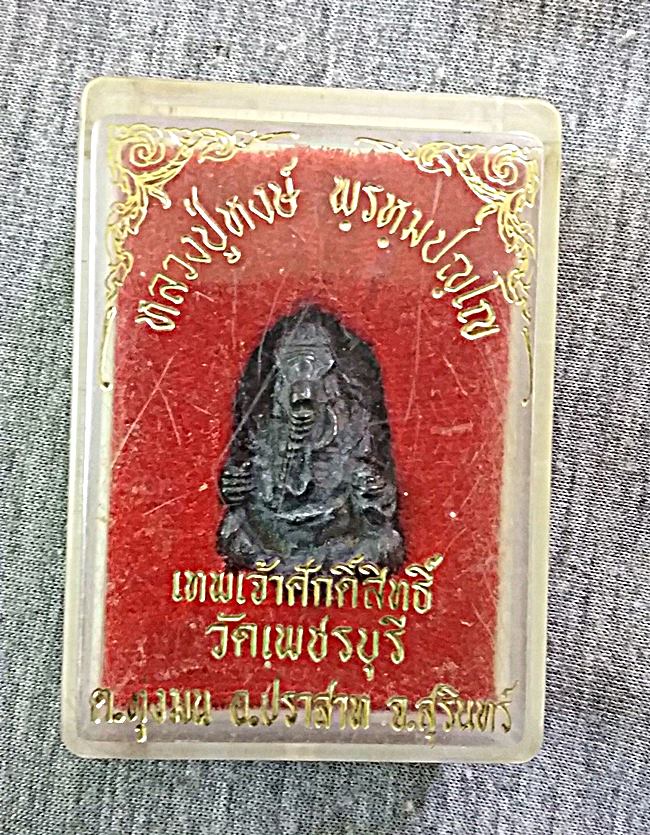 หลวงปู่หงษ์ พฺรหฺมปญฺโญ
เทพเจ้าศักดิ์สิทธิ์
วัดเพชรบุรี
ต.ทุ่งมน อ.ปราสาท จ.สุรินทร์